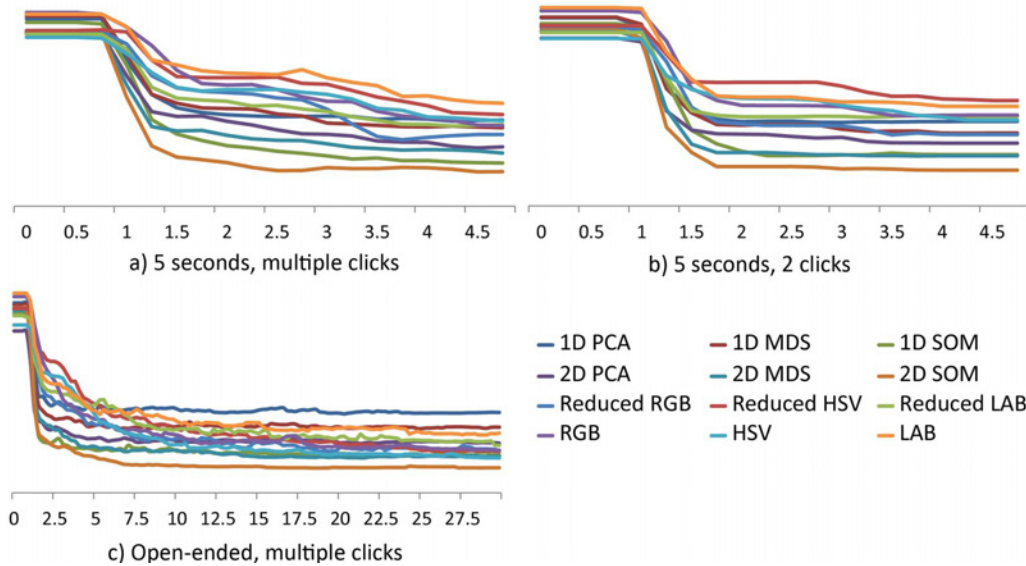 0 0.5 1 1.5 2 2.5 3 3.5 4 4.5
a) 5 seconds, multiple clicks
0 0.5 1 1.5 2 2.5 3 3.5 4 4.5
b) 5 seconds, 2 clicks
0 2.5 5 7.5 10 12.5 15 17.5 20 22.5 25 27.5
c) Open-ended, multiple clicks
1D PCA 1D MDS 1D SOM
2D PCA 2D MDS 2D SOM
Reduced RGB Reduced HSV Reduced LAB
RGB HSV LAB